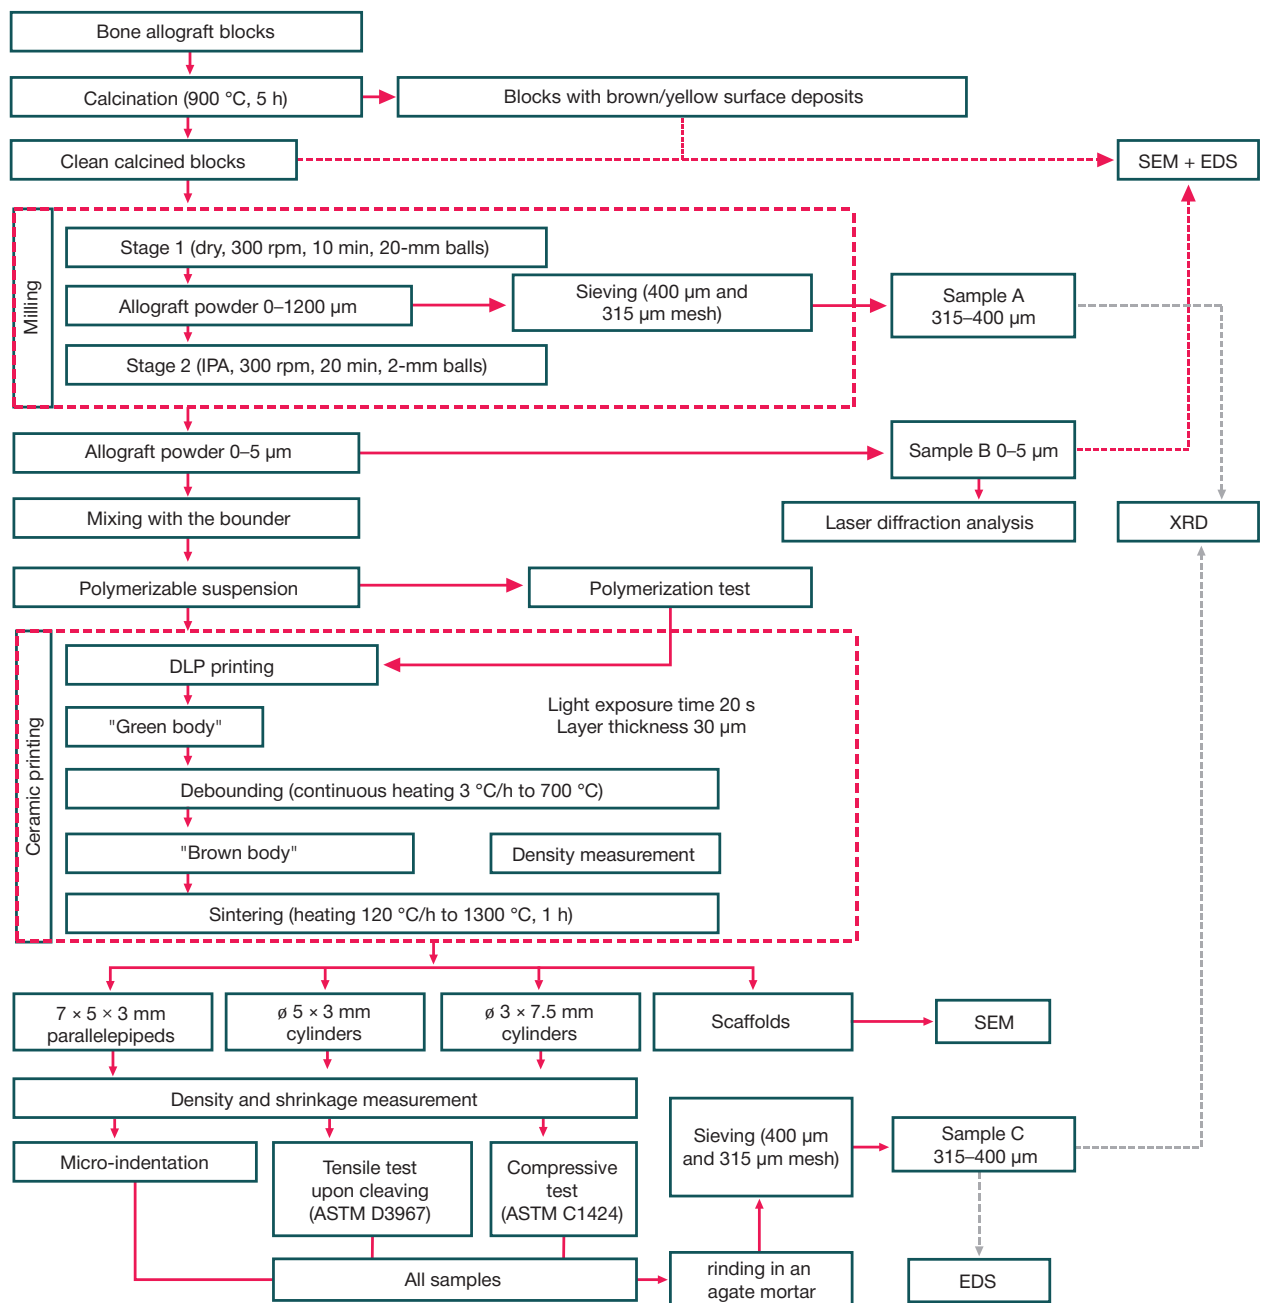 Bone allograft blocks
Calcination (900 °C, 5 h)
Blocks with brown/yellow surface deposits
Clean calcined blocks
SEM + EDS
Milling
Stage 1 (dry, 300 rpm, 10 min, 20-mm balls)
Allograft powder 0–1200 µm
Sieving (400 µm and
315 µm mesh)
Sample A
315–400 µm
Stage 2 (IPA, 300 rpm, 20 min, 2-mm balls)
Allograft powder 0–5 µm
Sample B 0–5 µm
Mixing with the bounder
Laser diffraction analysis
XRD
Polymerizable suspension
Polymerization test
Ceramic printing
DLP printing
Light exposure time 20 s
Layer thickness 30 µm
"Green body"
Debounding (continuous heating 3 °C/h to 700 °C)
"Brown body"
Density measurement
Sintering (heating 120 °C/h to 1300 °C, 1 h)
7 × 5 × 3 mm
parallelepipeds
ø 5 × 3 mm
cylinders
ø 3 × 7.5 mm
cylinders
Scaffolds
SEM
Density and shrinkage measurement
Micro-indentation
Tensile test
upon cleaving
(ASTM D3967)
Compressive
test
(ASTM C1424)
Sieving (400 µm
and 315 µm mesh)
Sample C
315–400 µm
All samples
rinding in an
agate mortar
EDS